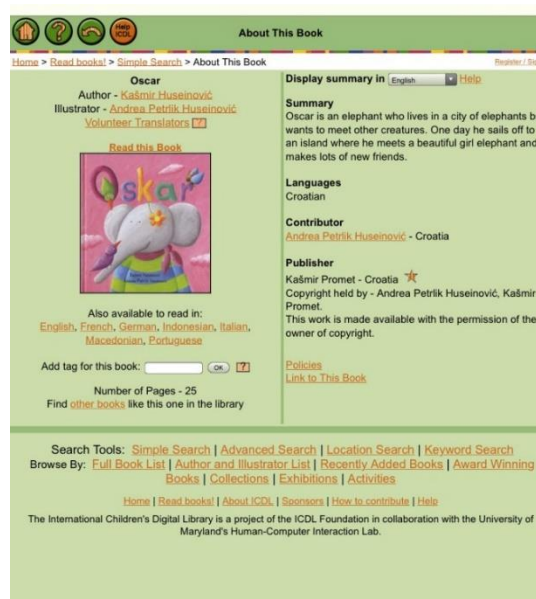 Help
ICDL
About This Book
Home > Read books! > Simple Search > About This Book
Register /
Oscar
Author - Kašmir Huseinović
Illustrator - Andrea Petrlik Huseinović
Volunteer Translators ?
Read this Book
Oskar
Also available to read in:
English, French, German, Indonesian, Italian,
Macedonian, Portuguese
Add tag for this book: OK ?
Number of Pages - 25
Find other books like this one in the library
Display summary in English Help
Summary
Oscar is an elephant who lives in a city of elephants b
wants to meet other creatures. One day he sails off to
an island where he meets a beautiful girl elephant and
makes lots of new friends.
Languages
Croatian
Contributor
Andrea Petrlik Huseinović - Croatia
Publisher
Kašmir Promet - Croatia
Copyright held by - Andrea Petrlik Huseinović, Kašmir
Promet.
This work is made available with the permission of the
owner of copyright.
Policies
Link to This Book
Search Tools: Simple Search | Advanced Search | Location Search | Keyword Search
Browse By: Full Book List | Author and Illustrator List | Recently Added Books | Award Winning
Books | Collections | Exhibitions | Activities
Home | Read books! | About ICDL | Sponsors | How to contribute | Help
The International Children's Digital Library is a project of the ICDL Foundation in collaboration with the University of
Maryland's Human-Computer Interaction Lab.